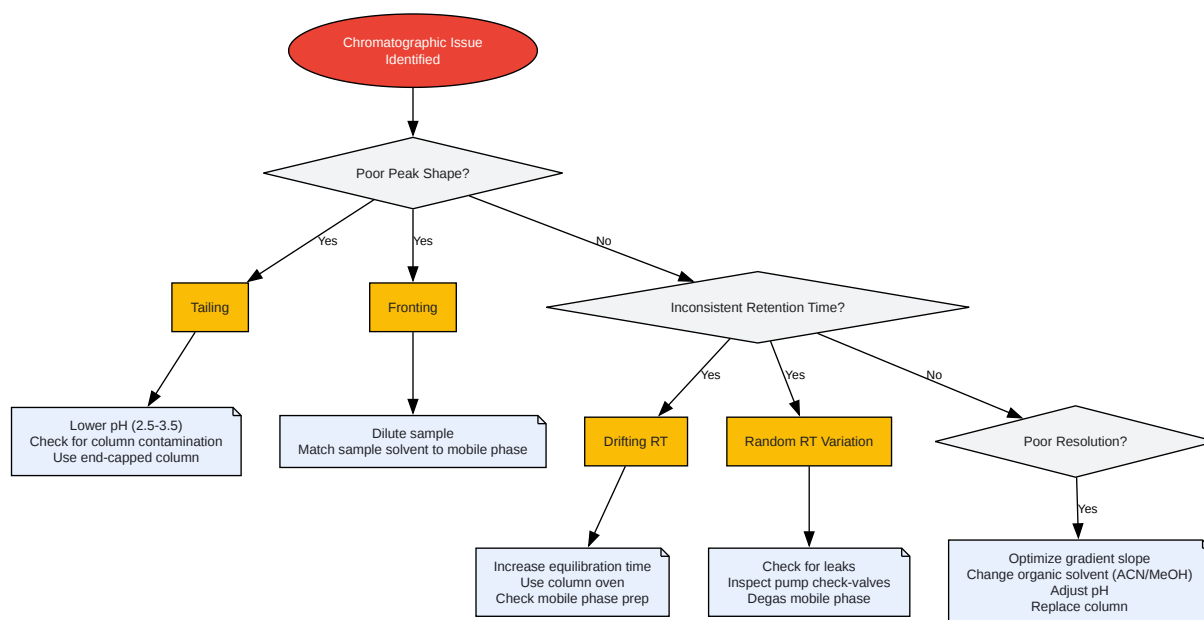 Chromatographic Issue
Identified
Poor Peak Shape?
Yes
Yes
No
Tailing
Fronting
Inconsistent Retention Time?
Yes
Yes
No
Lower pH (2.5-3.5)
Check for column contamination
Use end-capped column
Dilute sample
Match sample solvent to mobile phase
Drifting RT
Random RT Variation
Poor Resolution?
Yes
Increase equilibration time
Use column oven
Check mobile phase prep
Check for leaks
Inspect pump check-valves
Degas mobile phase
Optimize gradient slope
Change organic solvent (ACN/MeOH)
Adjust pH
Replace column